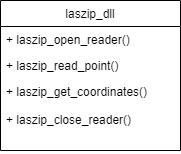 laszip_dll
+ laszip_open_reader()
+ laszip_read_point()
+ laszip_get_coordinates()
+ laszip_close_reader()